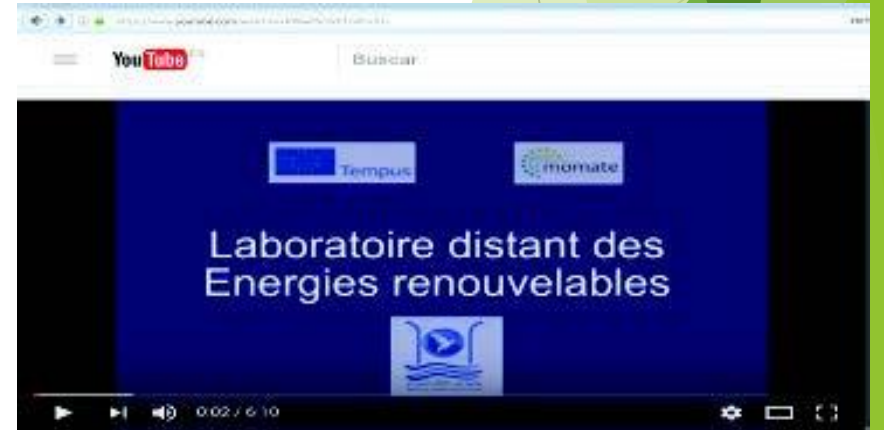 YouTube
Buscar
Tempus
momate
Laboratoire distant des
Energies renouvelables
0:02 / 6:10